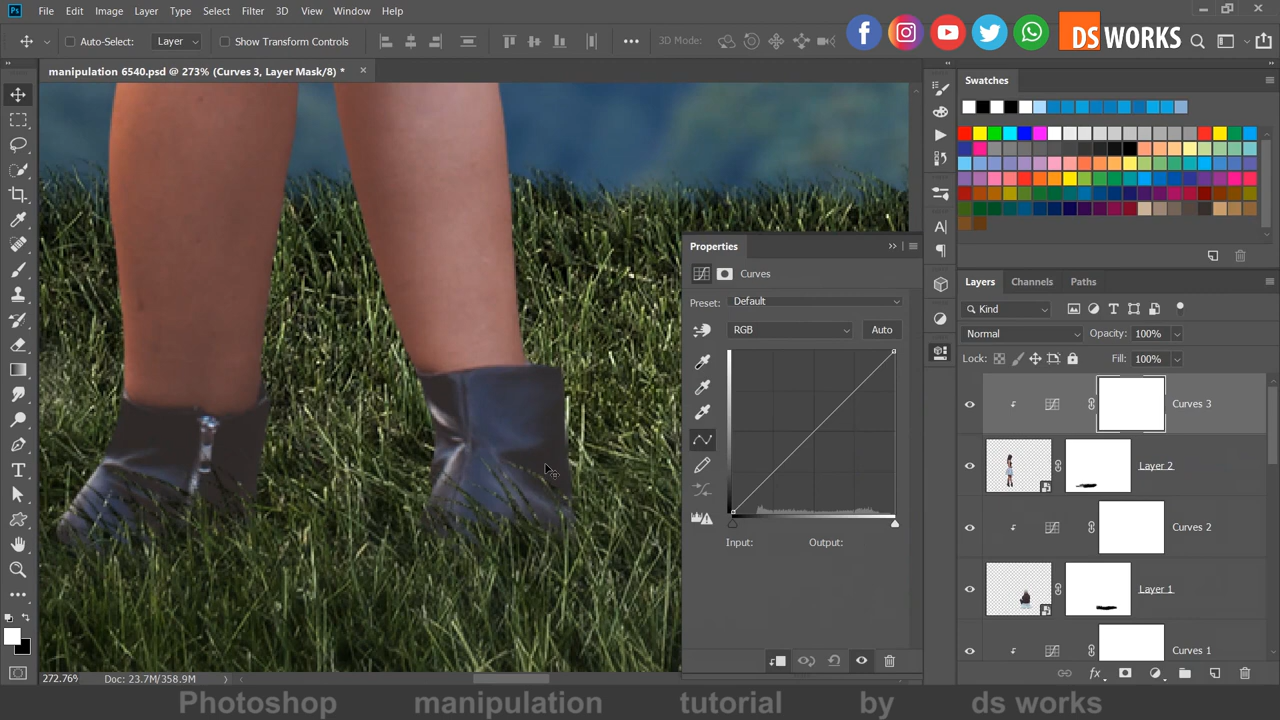 Ps File Edit Image Layer Type Select Filter 3D View Window Help
Auto-Select: Layer Show Transform Controls 3D Mode:
DS WORKS
manipulation 6540.psd @ 273% (Curves 3, Layer Mask/8) *
Swatches
Properties
Curves
Preset: Default
RGB Auto
Input: Output:
Layers Channels Paths
Kind
Normal Opacity: 100%
Lock: Fill: 100%
Curves 3
Layer 2
Curves 2
Layer 1
Curves 1
fx
272.76% Doc: 23.7M/358.9M
Photoshop manipulation tutorial by ds works